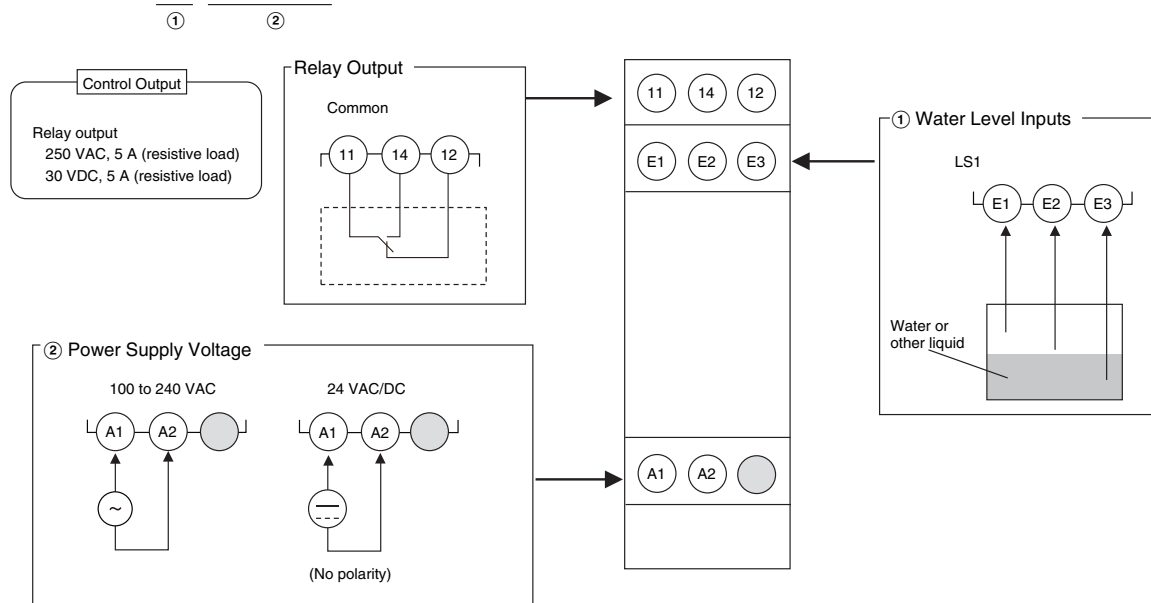 ① ②
Control Output
Relay output
250 VAC, 5 A (resistive load)
30 VDC, 5 A (resistive load)
Relay Output
Common
11 14 12
11 14 12
E1 E2 E3
① Water Level Inputs
LS1
E1 E2 E3
Water or
other liquid
② Power Supply Voltage
100 to 240 VAC
A1 A2
~
24 VAC/DC
A1 A2
(No polarity)
A1 A2